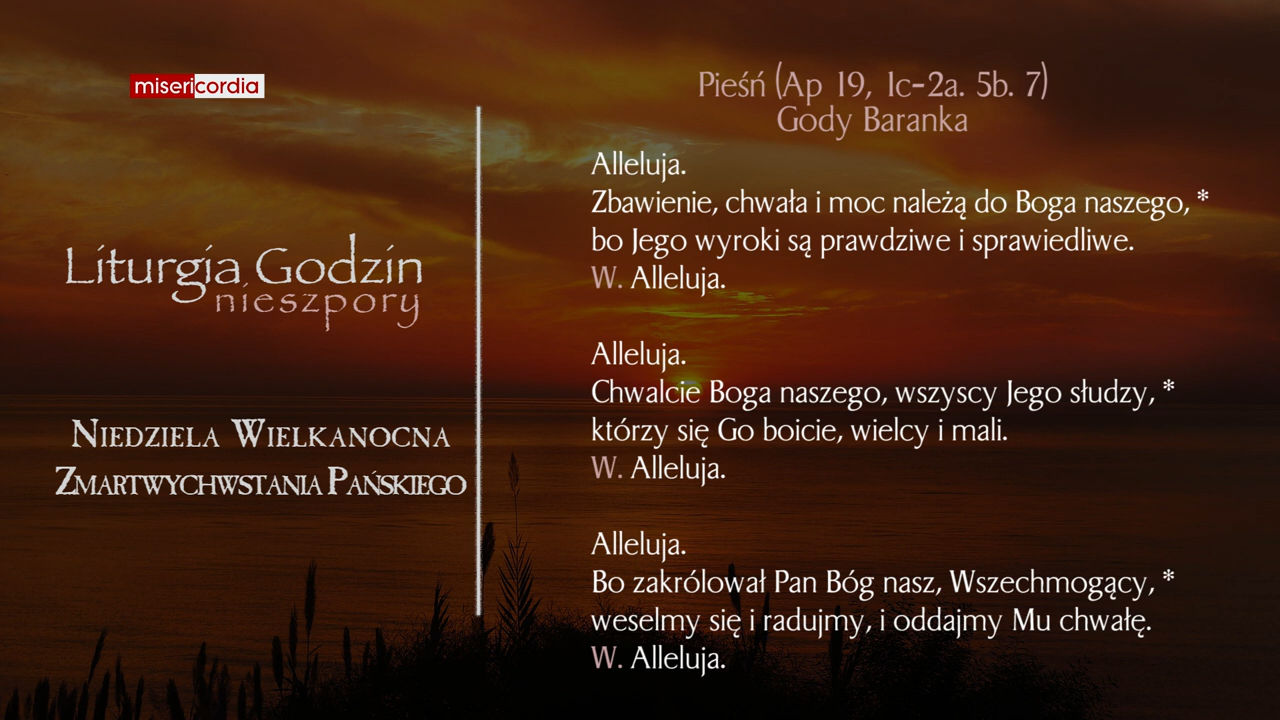 misericordia
Liturgia Godzin
nieszpory
Niedziela Wielkanocna
Zmartwychwstania Pańskiego
Pieśń (Ap 19, 1c-2a. 5b. 7)
Gody Baranka
Alleluja.
Zbawienie, chwała i moc należą do Boga naszego, *
bo Jego wyroki są prawdziwe i sprawiedliwe.
W. Alleluja.
Alleluja.
Chwalcie Boga naszego, wszyscy Jego słudzy, *
którzy się Go boicie, wielcy i mali.
W. Alleluja.
Alleluja.
Bo zakrólował Pan Bóg nasz, Wszechmogący, *
weselmy się i radujmy, i oddajmy Mu chwałę.
W. Alleluja.